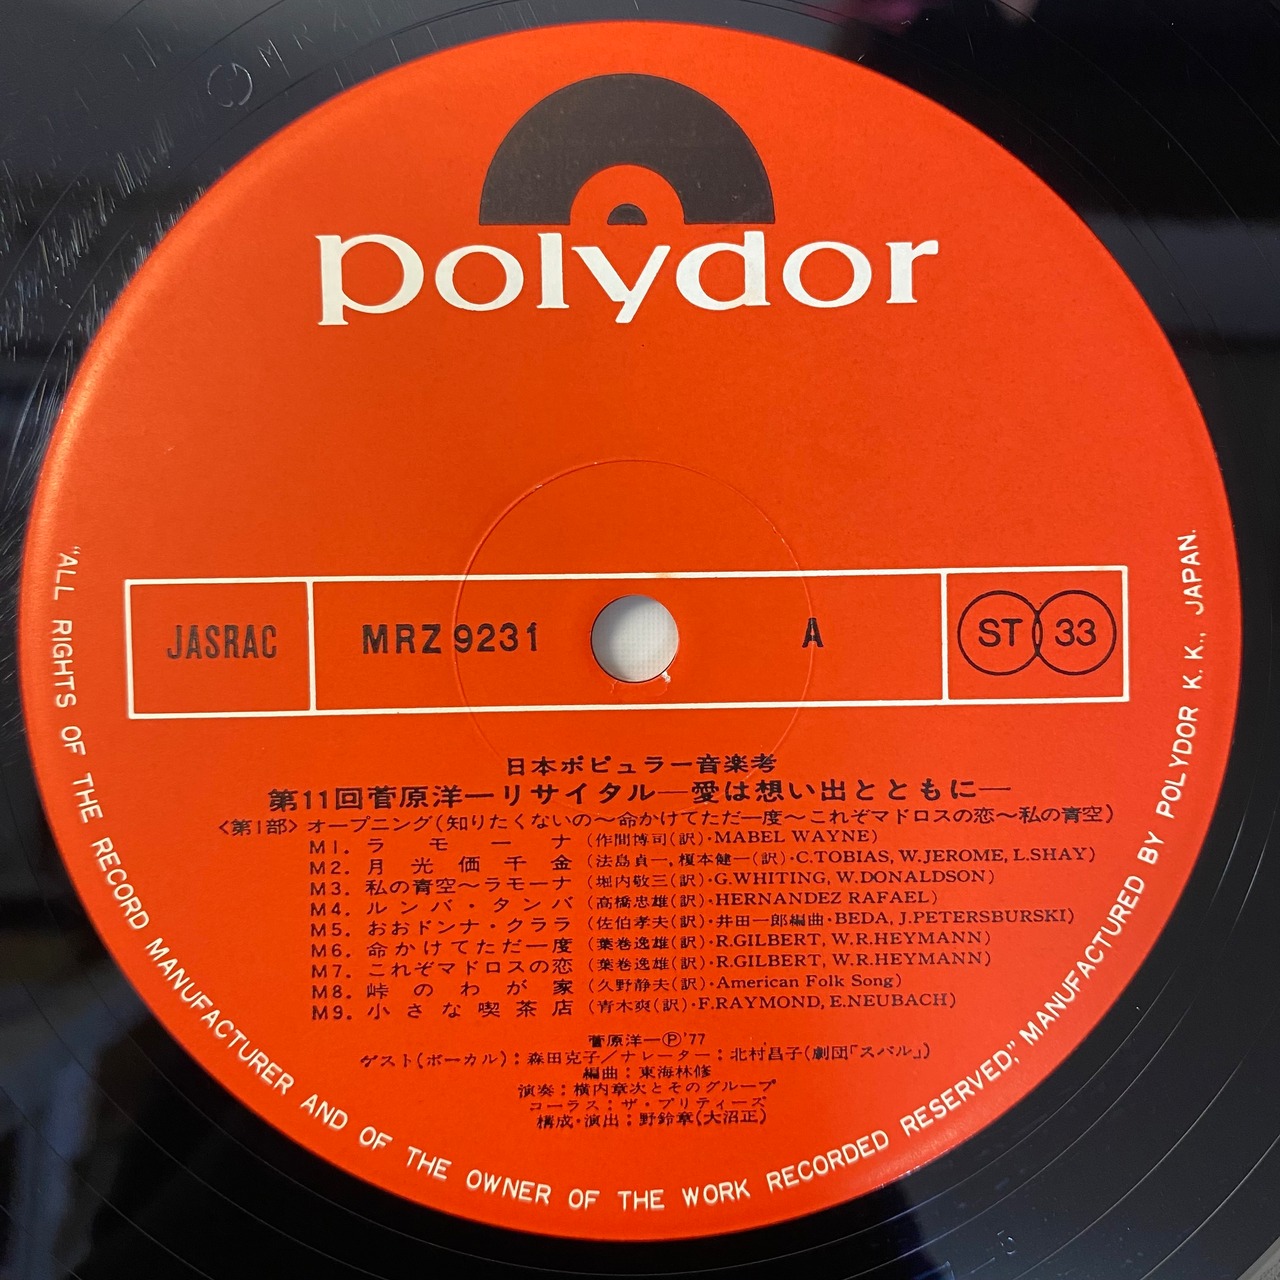 polydor
JASRAC MRZ 9231 A ST 33
日本ポピュラー音楽考
第11回菅原洋一リサイタル—愛は想い出とともに—
<第1部> オープニング(知りたくないの〜命かけてただ一度〜これぞマドロスの恋〜私の青空)
M1. ラモーナ (作間博司(訳)・MABEL WAYNE)
M2. 月光価千金 (法島貞一, 榎本健一(訳)・C.TOBIAS, W.JEROME, L.SHAY)
M3. 私の青空〜ラモーナ (堀内敬三(訳)・G.WHITING, W.DONALDSON)
M4. ルンバ・タンバ (高橋忠雄(訳)・HERNANDEZ RAFAEL)
M5. おおドンナ・クララ (佐伯孝夫(訳)・井田一郎編曲・BEDA, J.PETERSBURSKI)
M6. 命かけてただ一度 (葉巻逸雄(訳)・R.GILBERT, W.R.HEYMANN)
M7. これぞマドロスの恋 (葉巻逸雄(訳)・R.GILBERT, W.R.HEYMANN)
M8. 峠のわが家 (久野静夫(訳)・American Folk Song)
M9. 小さな喫茶店 (青木爽(訳)・F.RAYMOND, E.NEUBACH)
菅原洋一Ⓟ'77
ゲスト(ボーカル):森田克子/ナレーター:北村昌子(劇団「スバル」)
編曲:東海林修
演奏:横内章次とそのグループ
コーラス:ザ・プリティーズ
構成・演出:野鈴章(大沼正)
"ALL RIGHTS OF THE RECORD MANUFACTURER AND OF THE OWNER OF THE WORK RECORDED RESERVED," MANUFACTURED BY POLYDOR K. K., JAPAN.